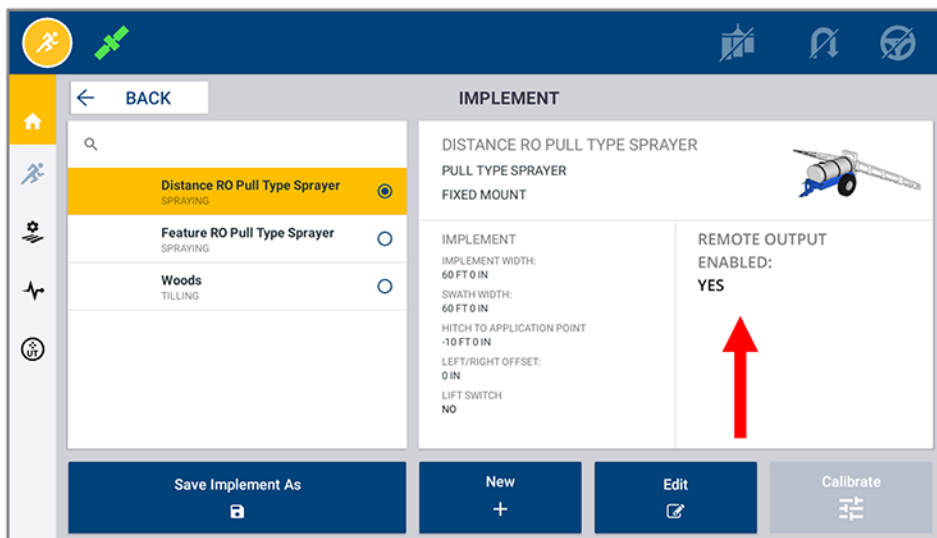 BACK
IMPLEMENT
Distance RO Pull Type Sprayer
SPRAYING
Feature RO Pull Type Sprayer
SPRAYING
Woods
TILLING
DISTANCE RO PULL TYPE SPRAYER
PULL TYPE SPRAYER
FIXED MOUNT
IMPLEMENT
IMPLEMENT WIDTH:
60 FT 0 IN
SWATH WIDTH:
60 FT 0 IN
HITCH TO APPLICATION POINT
-10 FT 0 IN
LEFT/RIGHT OFFSET:
0 IN
LIFT SWITCH
NO
REMOTE OUTPUT
ENABLED:
YES
UT
Save Implement As
New
Edit
Calibrate